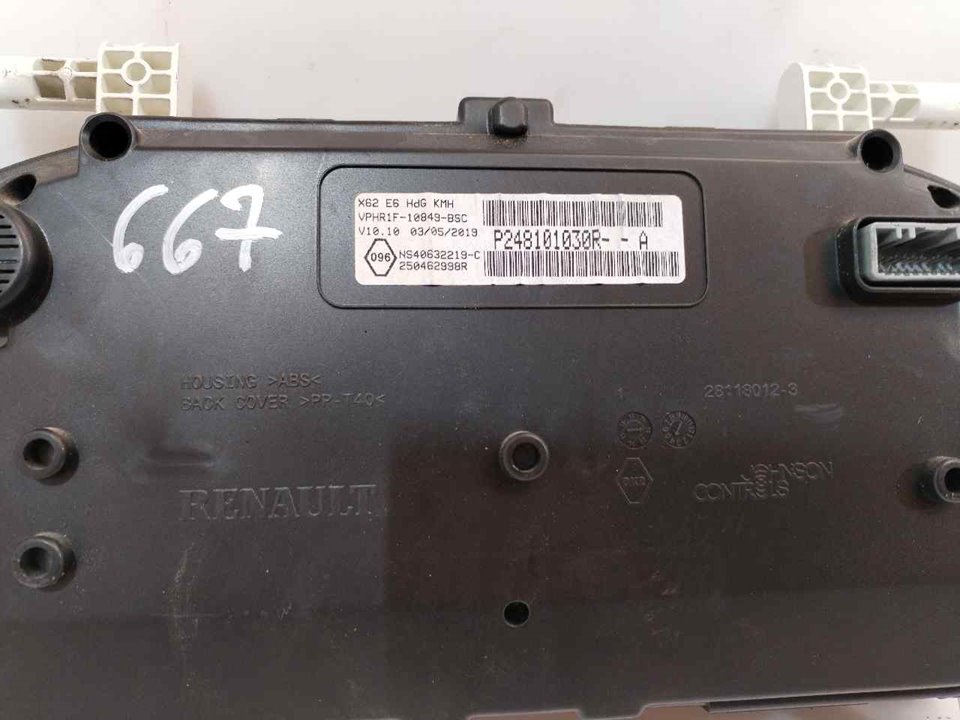 667
X62 E6 HdG KMH
VPHR1F-10849-BSC
V10.10 03/05/2019
096
NS40632219-C
250462998R
P248101030R- - A
HOUSING >ABS<
BACK COVER >PP-T40<
1
28118012-3
RENAULT
JOHNSON
CONTROLS